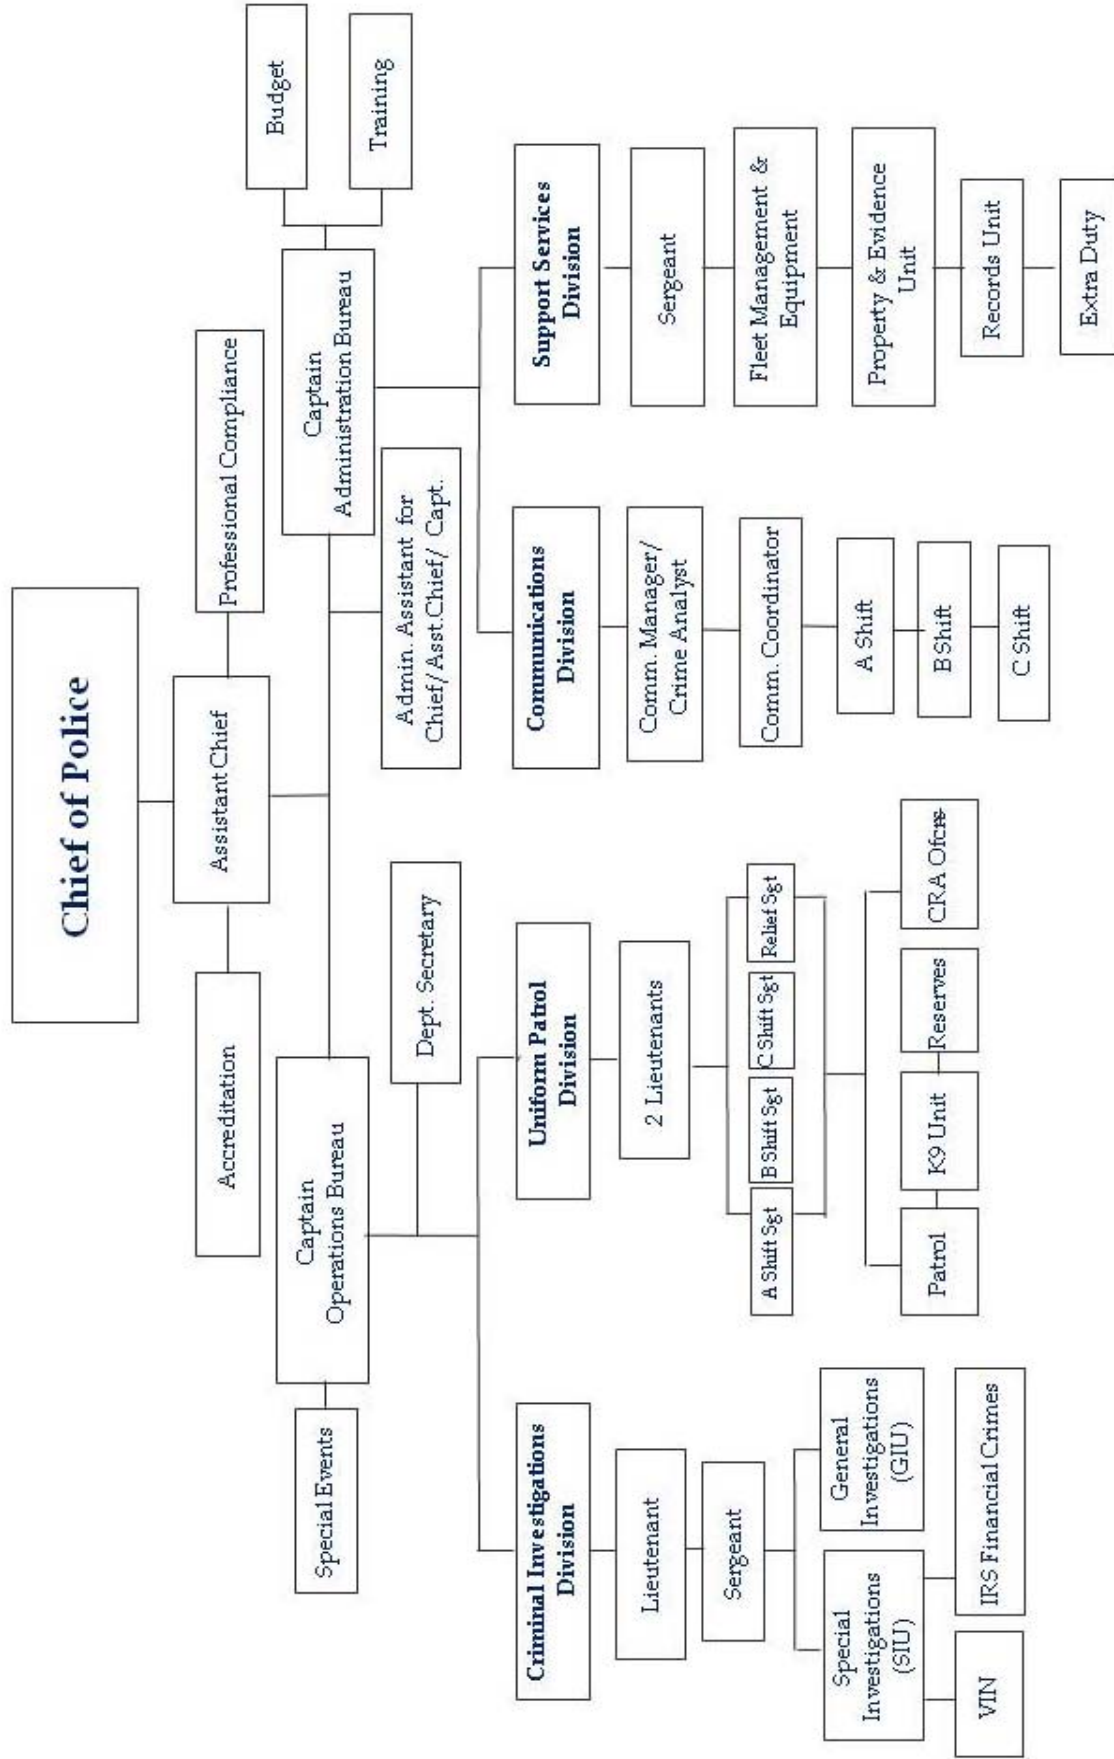 Chief of Police
Accreditation
Assistant Chief
Professional Compliance
Special Events
Captain
Operations Bureau
Captain
Administration Bureau
Budget
Training
Dept. Secretary
Admin. Assistant for
Chief/Asst.Chief/ Capt.
Criminal Investigations
Division
Uniform Patrol
Division
Communications
Division
Support Services
Division
Lieutenant
Sergeant
Special
Investigations
(SIU)
General
Investigations
(GIU)
VIN
IRS Financial Crimes
2 Lieutenants
A Shift Sgt
B Shift Sgt
C Shift Sgt
Relief Sgt
Patrol
K9 Unit
Reserves
CRA Ofcrs
Comm. Manager/
Crime Analyst
Comm. Coordinator
A Shift
B Shift
C Shift
Sergeant
Fleet Management &
Equipment
Property & Evidence
Unit
Records Unit
Extra Duty